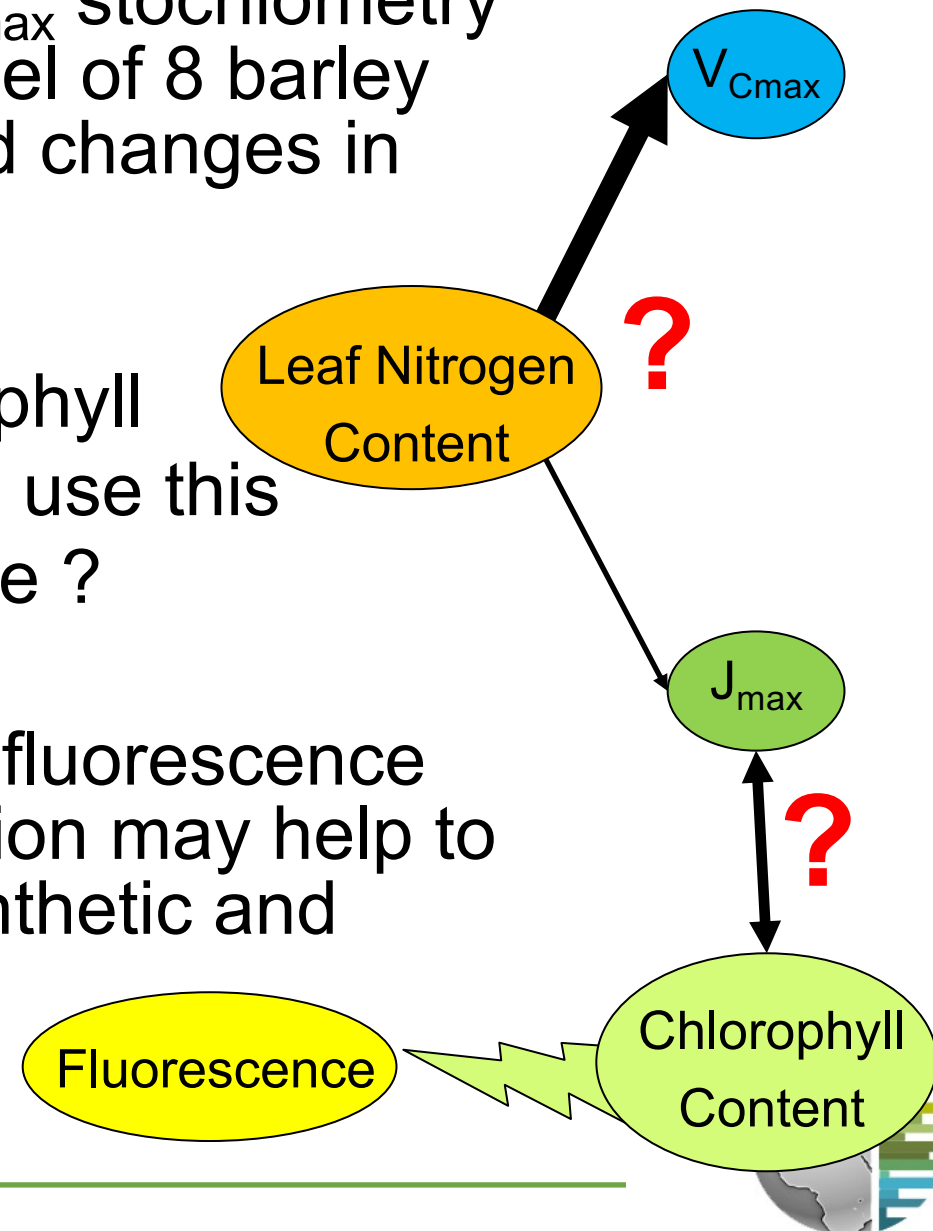 max stochiometry
el of 8 barley
d changes in
phyll
use this
e ?
fluorescence
ion may help to
nthetic and
VCmax
Leaf Nitrogen
Content
?
Jmax
?
Chlorophyll
Content
Fluorescence